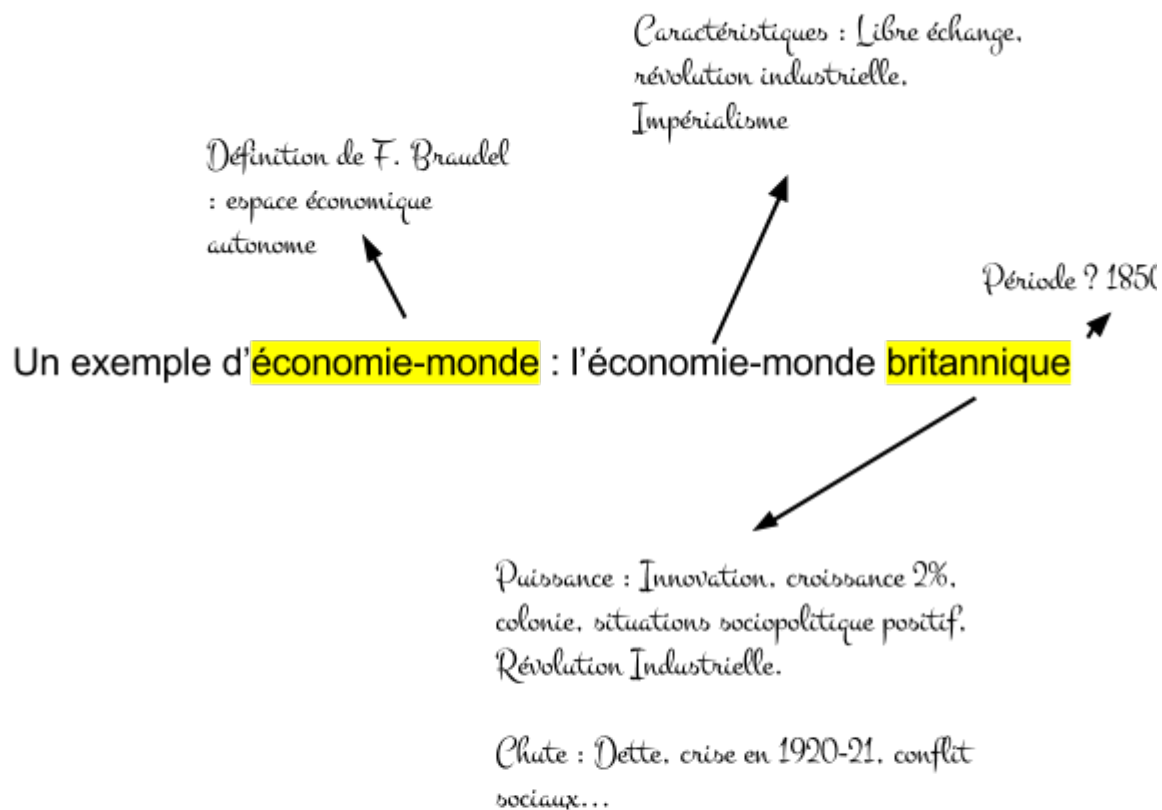 Caractéristiques : Libre échange,
révolution industrielle,
Impérialisme
Définition de F. Braudel
: espace économique
autonome
Période ? 1850
Un exemple d’économie-monde : l’économie-monde britannique
Puissance : Innovation, croissance 2%,
colonie, situations sociopolitique positif,
Révolution Industrielle.
Chute : Dette, crise en 1920-21, conflit
sociaux...